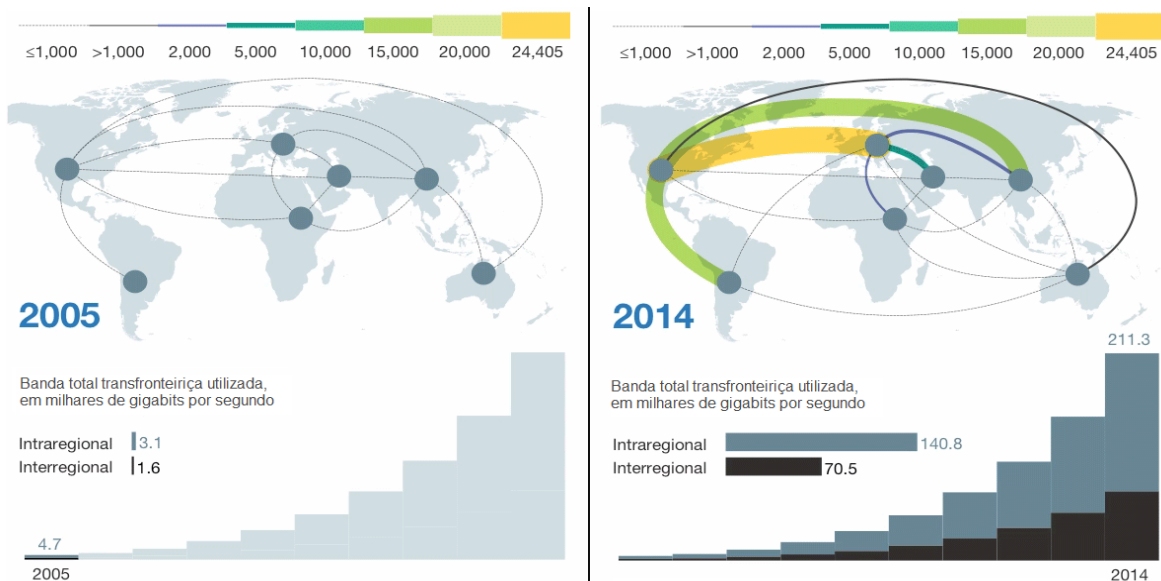 ≤1,000 >1,000 2,000 5,000 10,000 15,000 20,000 24,405
2005
Banda total transfronteiriça utilizada,
em milhares de gigabits por segundo
Intraregional 3.1
Interregional 1.6
4.7
2005
≤1,000 >1,000 2,000 5,000 10,000 15,000 20,000 24,405
2014
211.3
Banda total transfronteiriça utilizada,
em milhares de gigabits por segundo
Intraregional 140.8
Interregional 70.5
2014